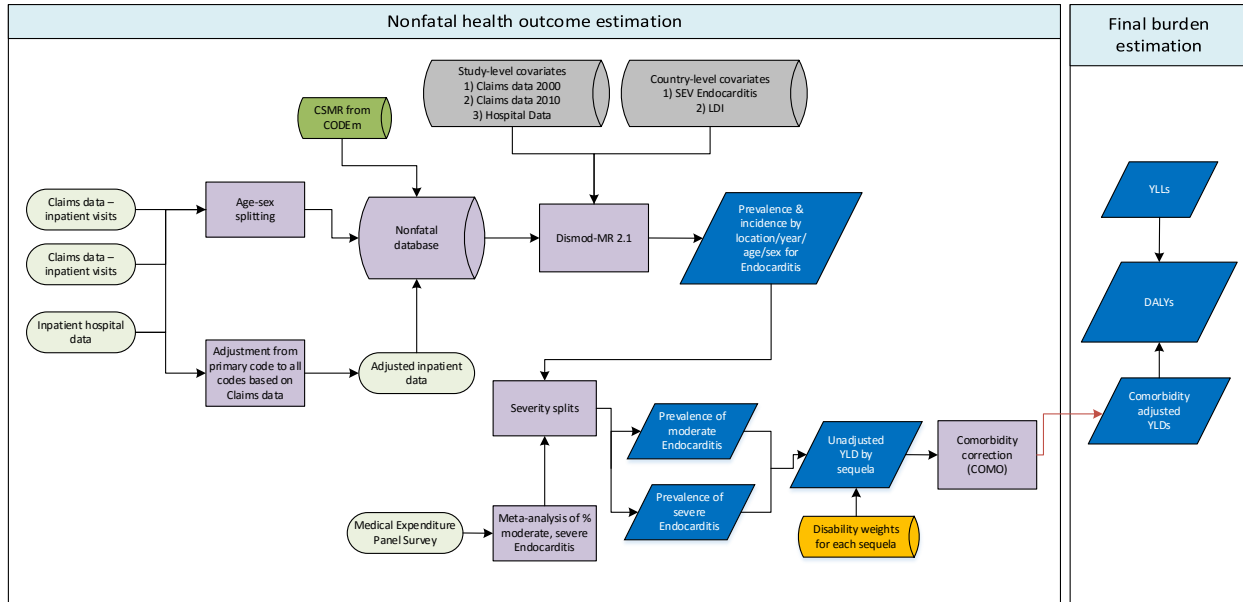 Nonfatal health outcome estimation
Final burden
estimation
Study-level covariates
1) Claims data 2000
2) Claims data 2010
3) Hospital Data
Country-level covariates
1) SEV Endocarditis
2) LDI
CSMR from
CODEm
Claims data –
inpatient visits
Age-sex
splitting
Nonfatal
database
Dismod-MR 2.1
Prevalence &
incidence by
location/year/
age/sex for
Endocarditis
YLLs
Claims data –
inpatient visits
DALYs
Inpatient hospital
data
Adjustment from
primary code to all
codes based on
Claims data
Adjusted inpatient
data
Severity splits
Prevalence of
moderate
Endocarditis
Unadjusted
YLD by
sequela
Comorbidity
correction
(COMO)
Comorbidity
adjusted
YLDs
Prevalence of
severe
Endocarditis
Medical Expenditure
Panel Survey
Meta-analysis of %
moderate, severe
Endocarditis
Disability weights
for each sequela